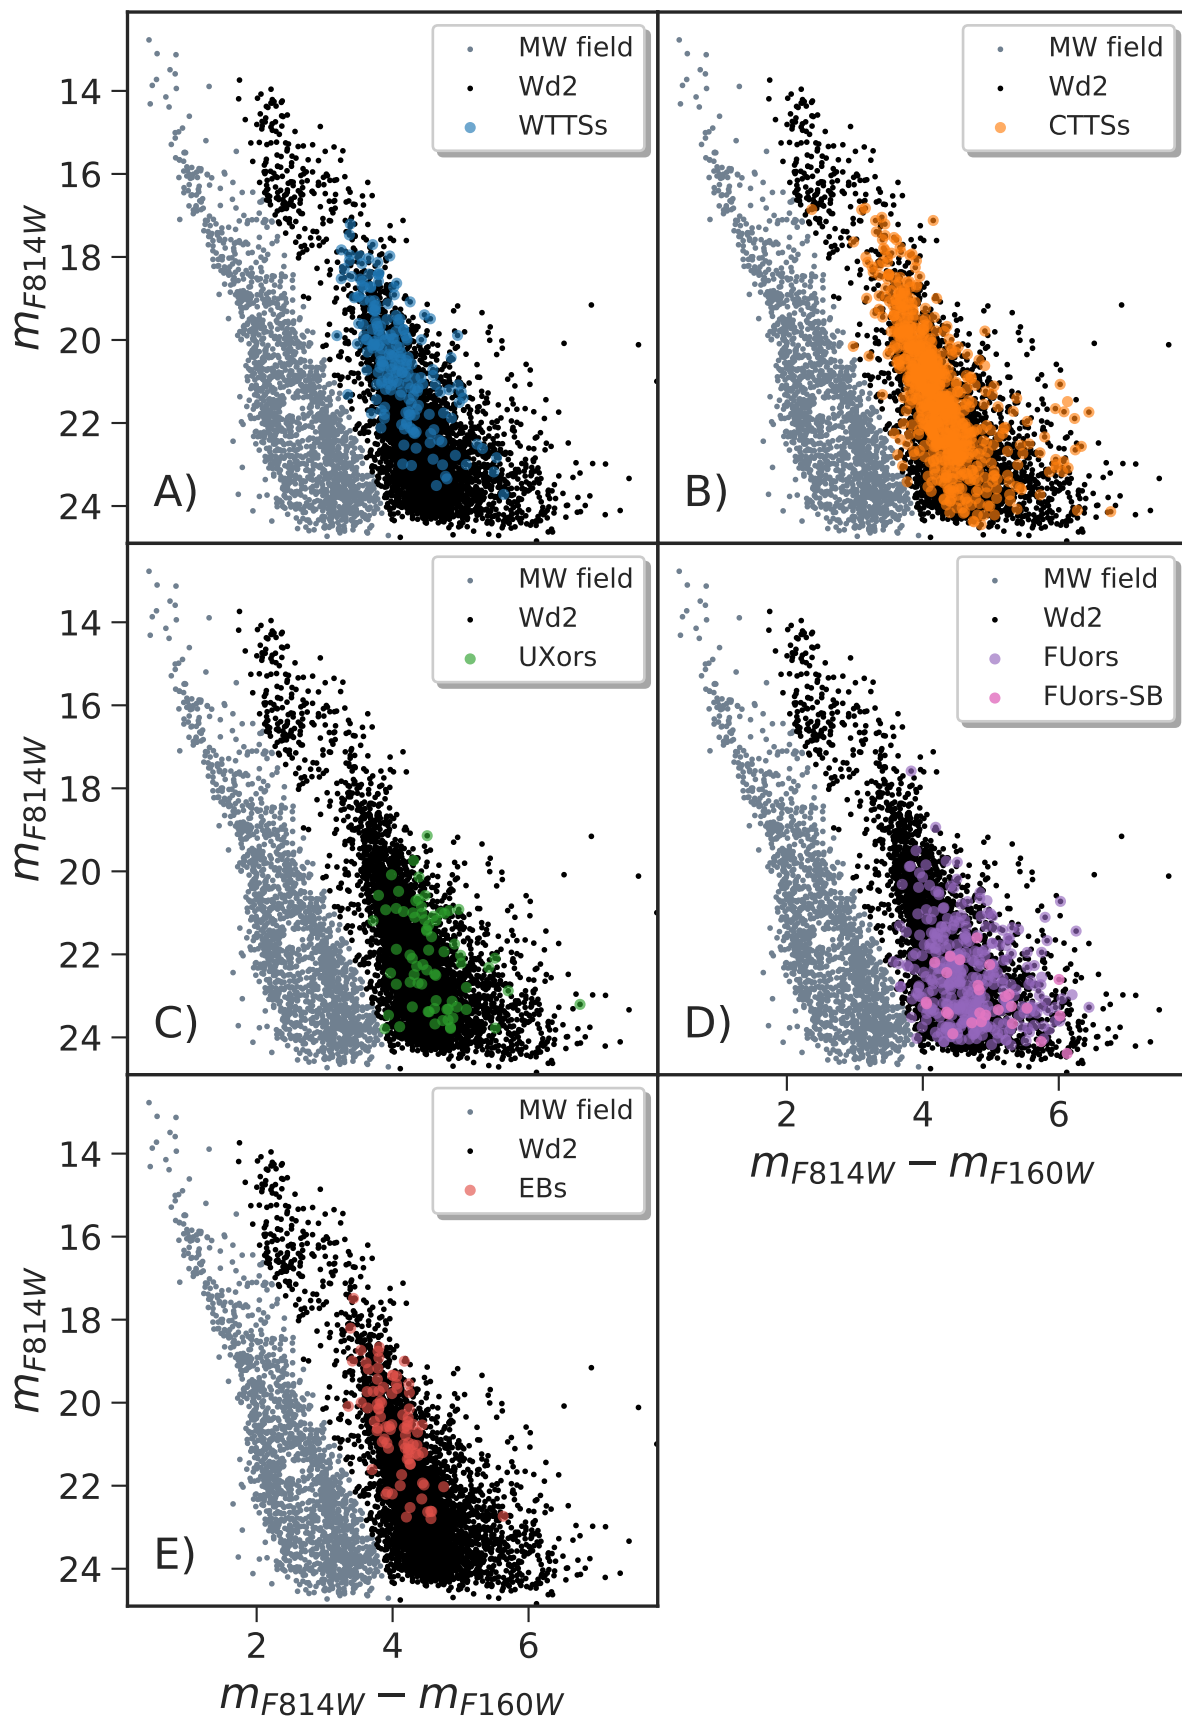 MW field
Wd2
WTTSs
14
16
18
20
22
24
m_F814W
A)
MW field
Wd2
CTTSs
B)
MW field
Wd2
UXors
14
16
18
20
22
24
m_F814W
C)
MW field
Wd2
FUors
FUors-SB
D)
2 4 6
m_F814W − m_F160W
MW field
Wd2
EBs
14
16
18
20
22
24
m_F814W
E)
2 4 6
m_F814W − m_F160W